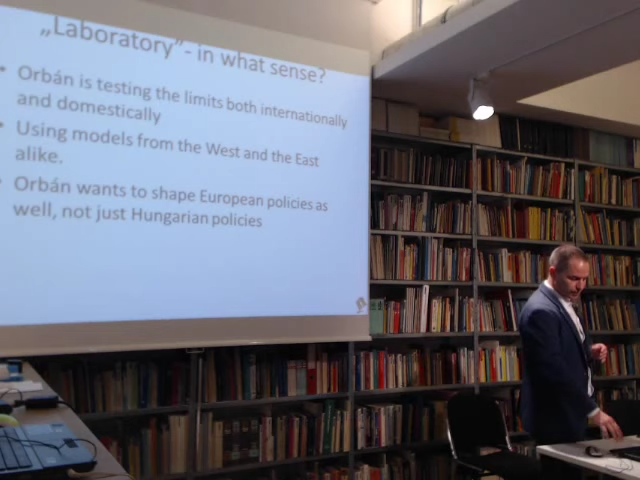 „Laboratory”- in what sense?
• Orbán is testing the limits both internationally
and domestically
• Using models from the West and the East
alike.
• Orbán wants to shape European policies as
well, not just Hungarian policies